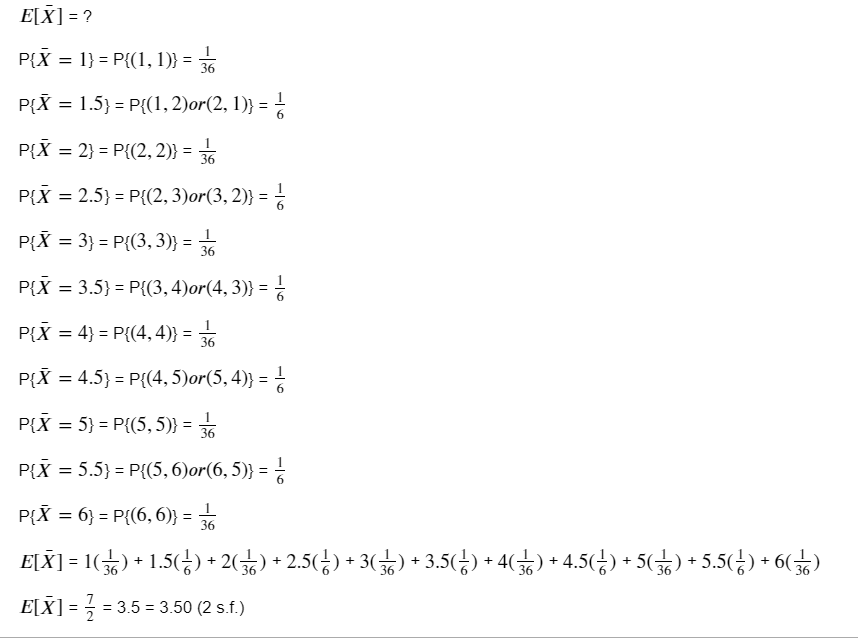 E[X̄] = ?
P{X̄ = 1} = P{(1, 1)} = 1/36
P{X̄ = 1.5} = P{(1, 2)or(2, 1)} = 1/6
P{X̄ = 2} = P{(2, 2)} = 1/36
P{X̄ = 2.5} = P{(2, 3)or(3, 2)} = 1/6
P{X̄ = 3} = P{(3, 3)} = 1/36
P{X̄ = 3.5} = P{(3, 4)or(4, 3)} = 1/6
P{X̄ = 4} = P{(4, 4)} = 1/36
P{X̄ = 4.5} = P{(4, 5)or(5, 4)} = 1/6
P{X̄ = 5} = P{(5, 5)} = 1/36
P{X̄ = 5.5} = P{(5, 6)or(6, 5)} = 1/6
P{X̄ = 6} = P{(6, 6)} = 1/36
E[X̄] = 1(1/36) + 1.5(1/6) + 2(1/36) + 2.5(1/6) + 3(1/36) + 3.5(1/6) + 4(1/36) + 4.5(1/6) + 5(1/36) + 5.5(1/6) + 6(1/36)
E[X̄] = 7/2 = 3.5 = 3.50 (2 s.f.)